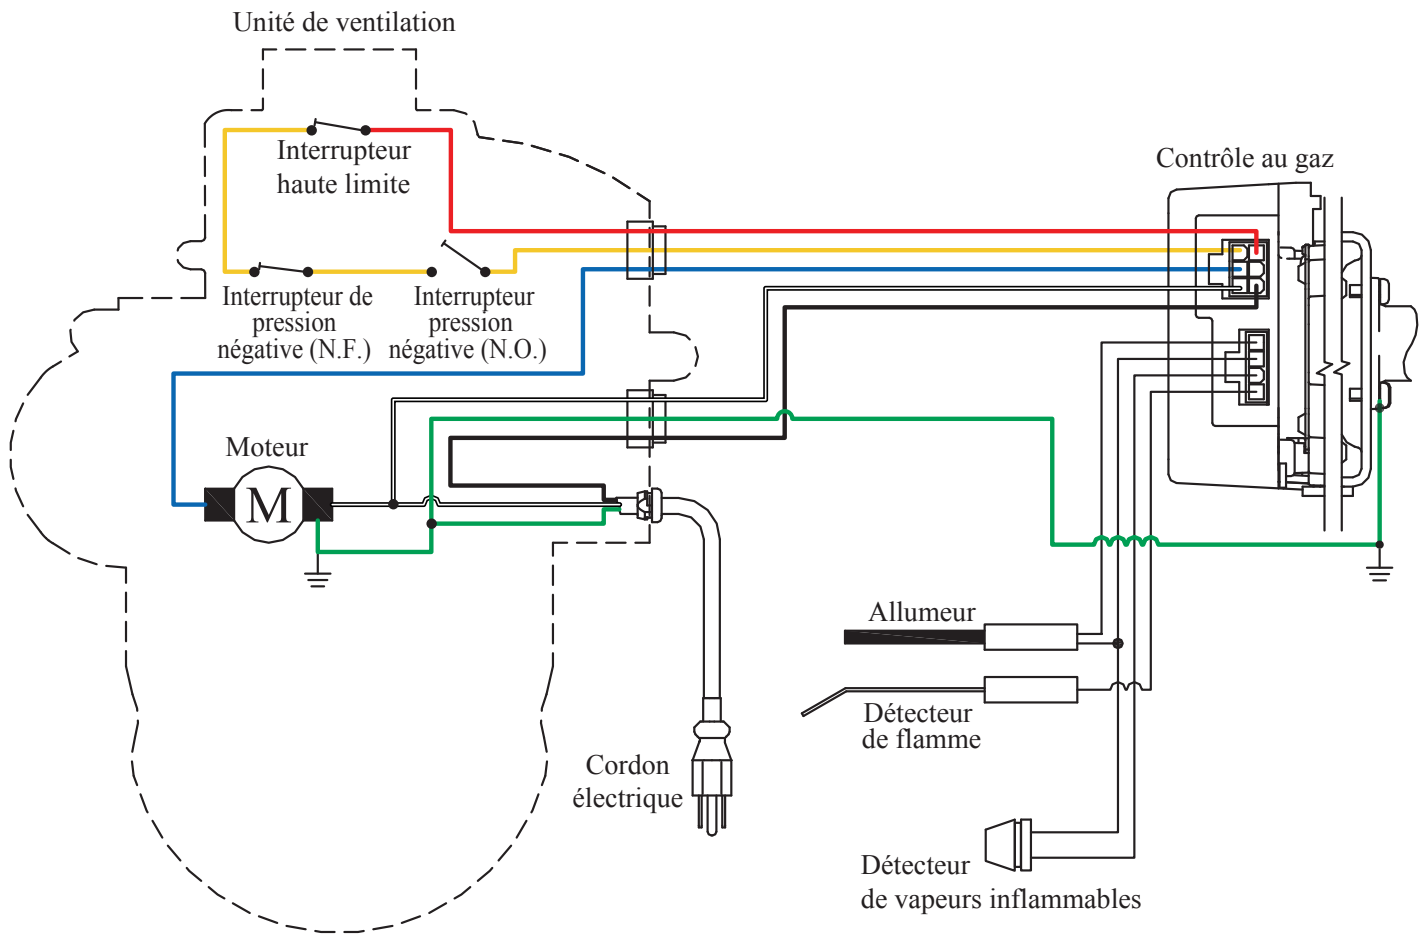 Unité de ventilation
Interrupteur
haute limite
Contrôle au gaz
Interrupteur de
pression
négative (N.F.)
Interrupteur
pression
négative (N.O.)
Moteur
M
Allumeur
Détecteur
de flamme
Cordon
électrique
Détecteur
de vapeurs inflammables